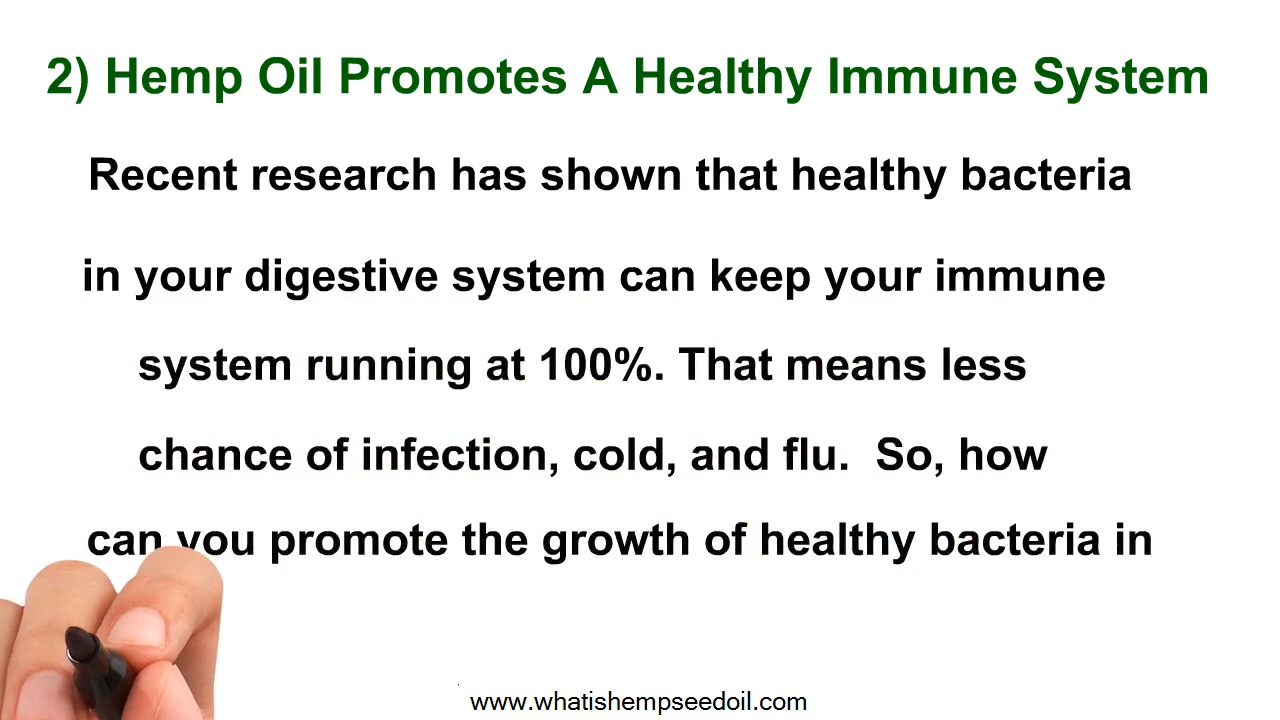 2) Hemp Oil Promotes A Healthy Immune System
Recent research has shown that healthy bacteria
in your digestive system can keep your immune
system running at 100%. That means less
chance of infection, cold, and flu.  So, how
can you promote the growth of healthy bacteria in
www.whatishempseedoil.com